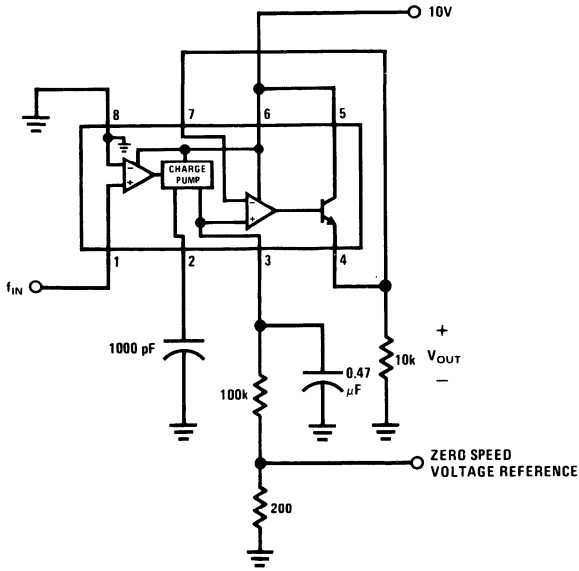 10V
8
7
6
5
−
+
CHARGE
PUMP
−
+
1
2
3
4
fIN
1000 pF
100k
0.47
μF
10k
+
VOUT
−
ZERO SPEED
VOLTAGE REFERENCE
200